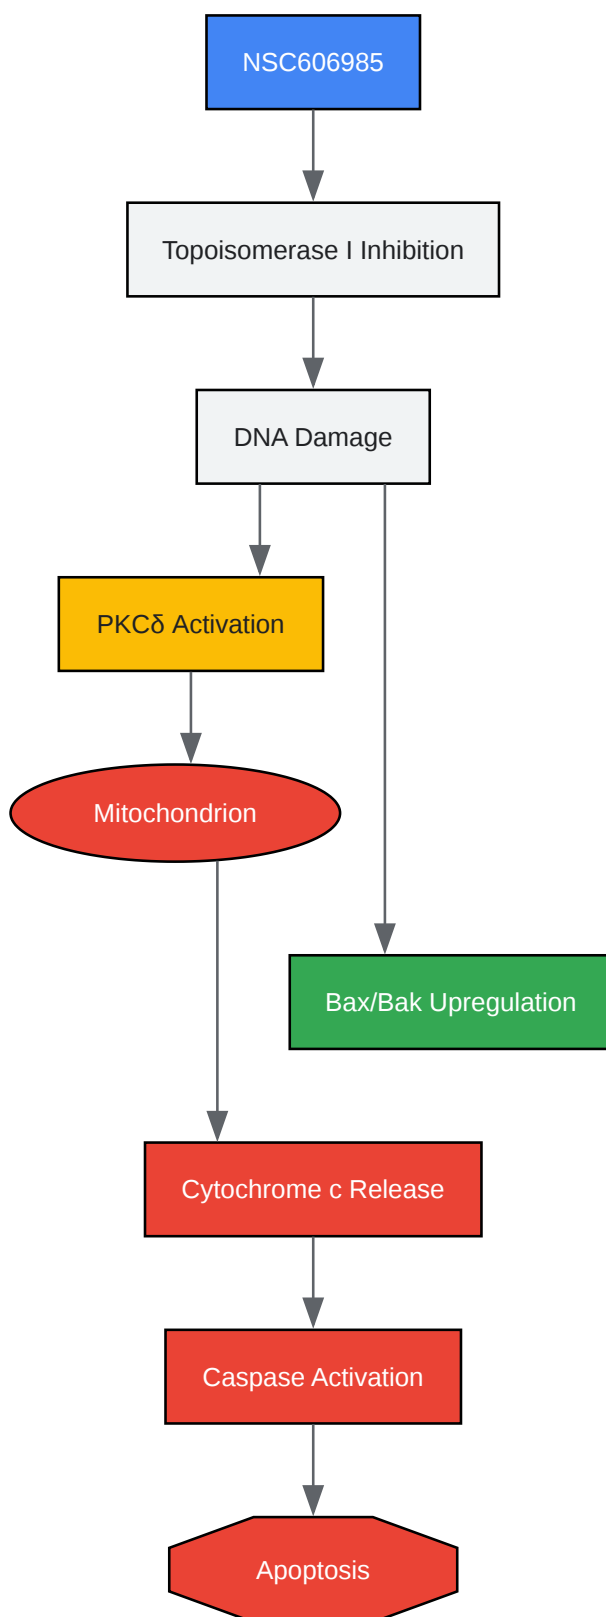 NSC606985
Topoisomerase I Inhibition
DNA Damage
PKCδ Activation
Mitochondrion
Bax/Bak Upregulation
Cytochrome c Release
Caspase Activation
Apoptosis